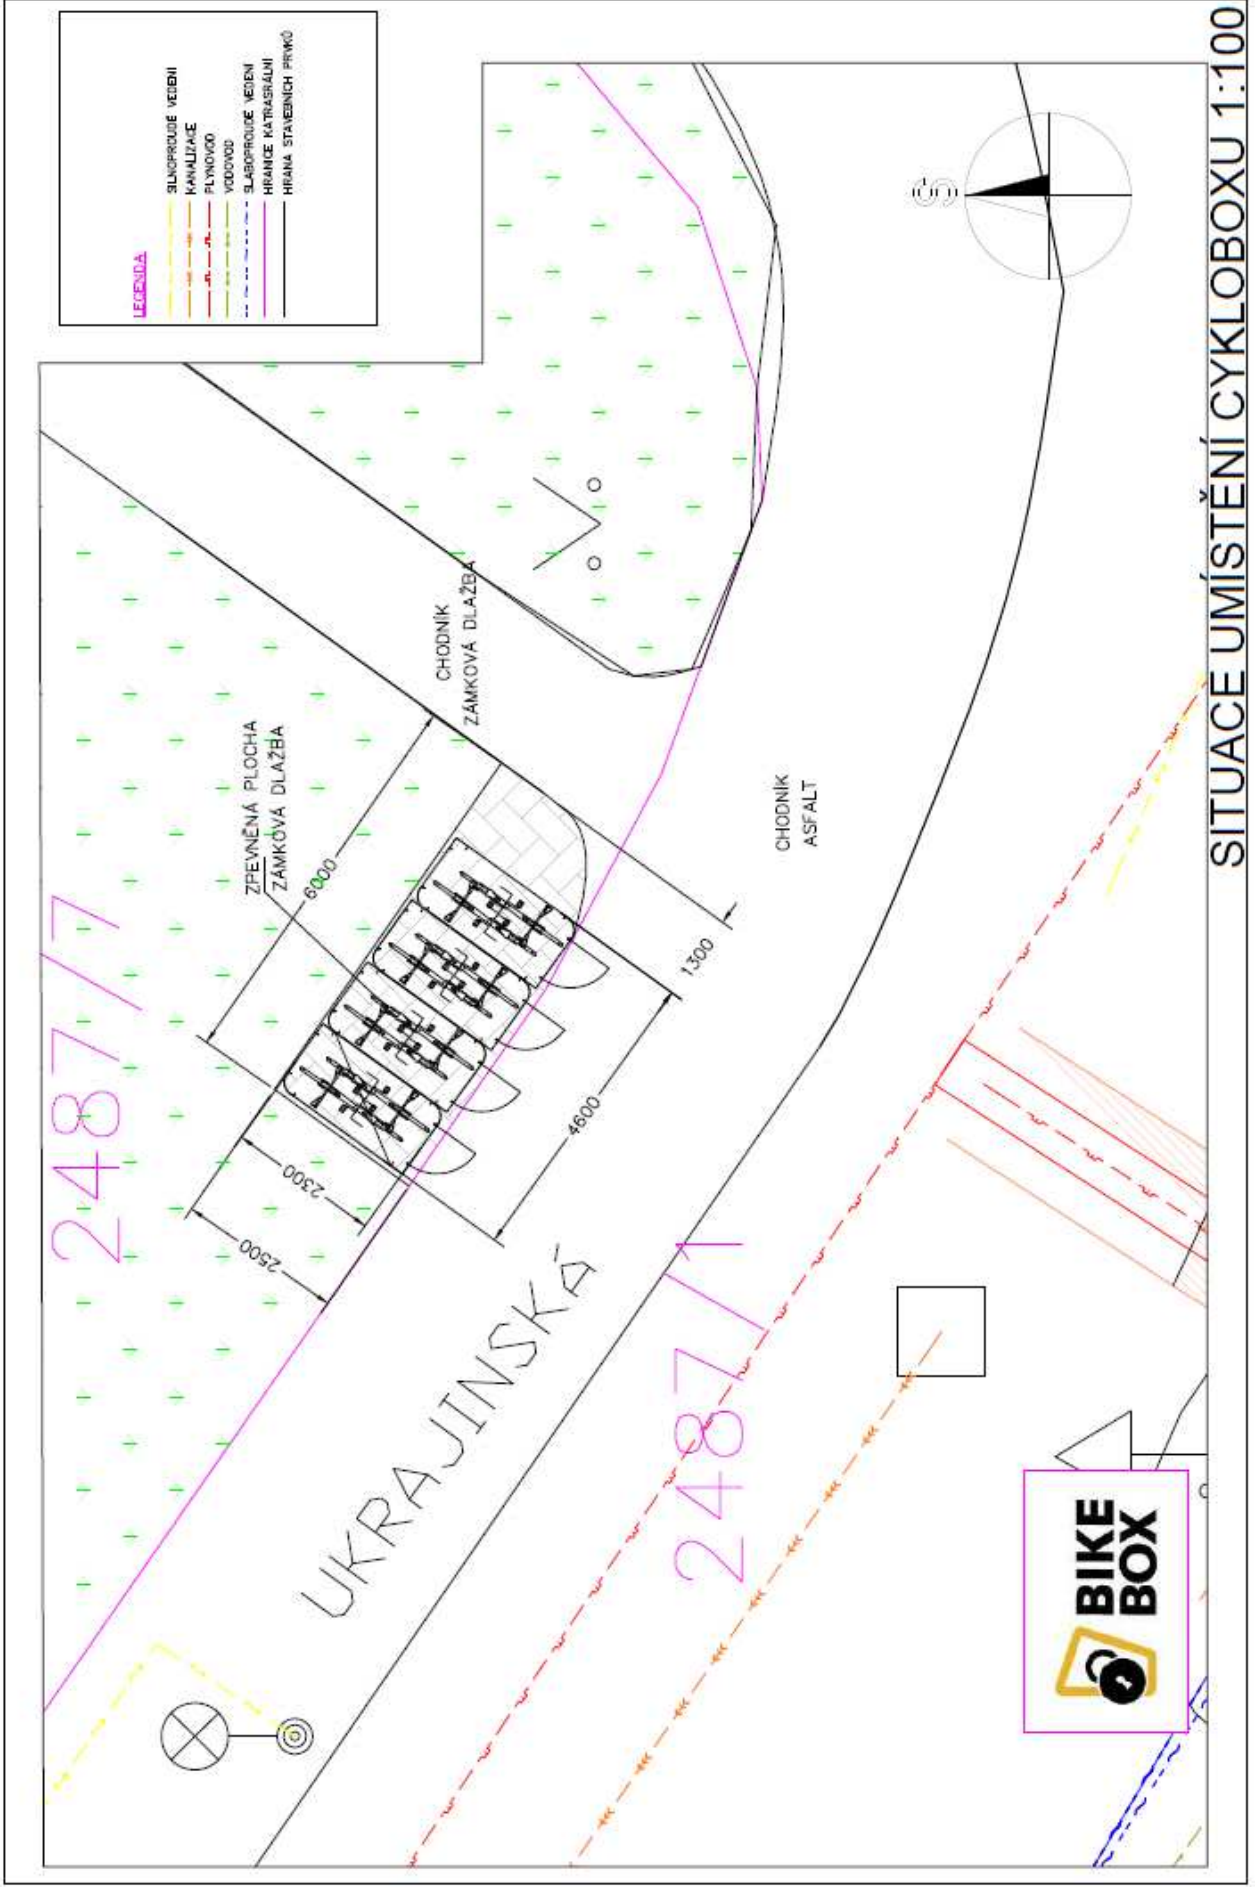 LEGENDA
SILNOPROUDÉ VEDENÍ
KANALIZACE
PLYNOVOD
VODOVOD
SLABOPROUDÉ VEDENÍ
HRANICE KATRASRÁLNÍ
HRANA STAVEBNÍCH PRVKŮ
S
2487/7
ZPEVNĚNÁ PLOCHA
ZÁMKOVÁ DLAŽBA
CHODNÍK
ZÁMKOVÁ DLAŽBA
6000
2300
2500
4600
1300
CHODNÍK
ASFALT
UKRAJINSKÁ
2487/1
BIKE
BOX
SITUACE UMÍSTĚNÍ CYKLOBOXU 1:100